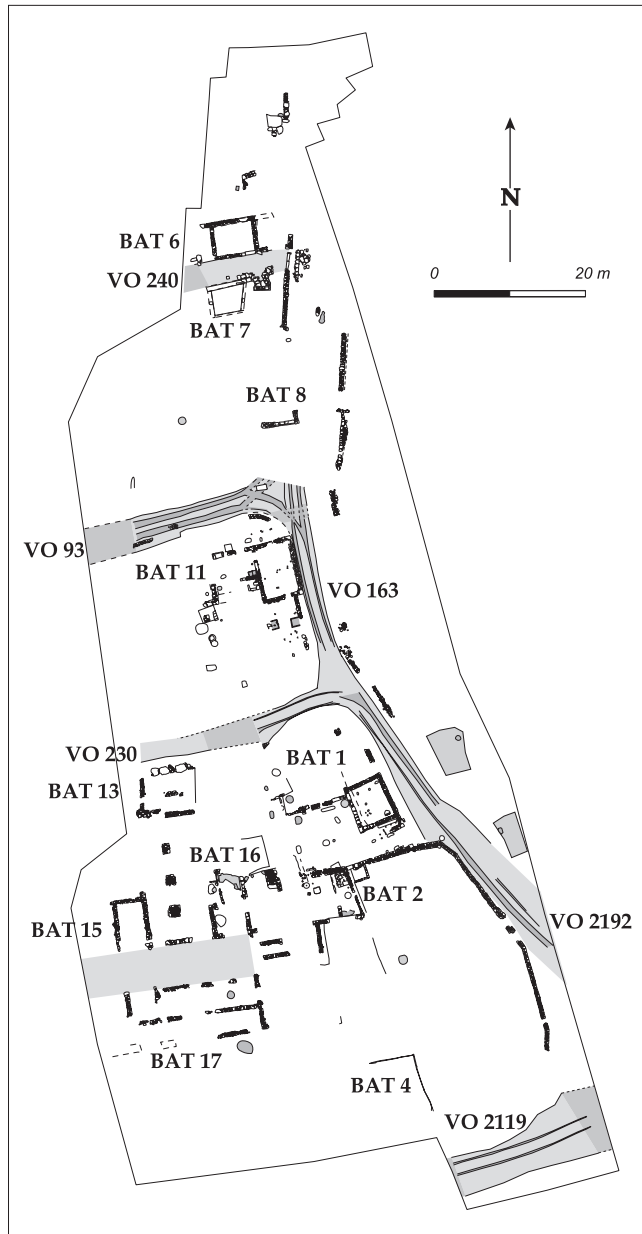 N
0 20 m
BAT 6
VO 240
BAT 7
BAT 8
VO 93
BAT 11
VO 163
VO 230
BAT 1
BAT 13
BAT 16
BAT 2
BAT 15
VO 2192
BAT 17
BAT 4
VO 2119